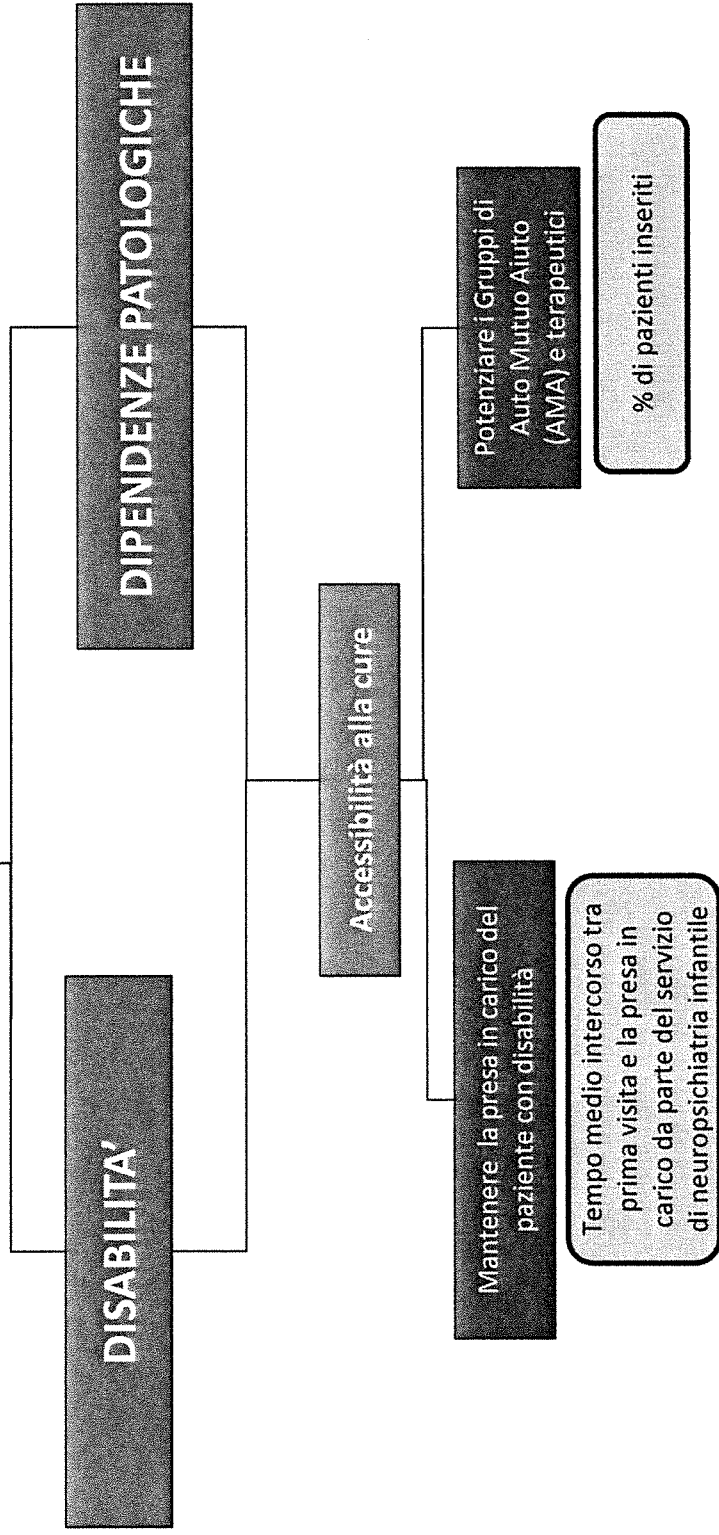 DISABILITA'
DIPENDENZE PATOLOGICHE
Accessibilità alla cure
Mantenere la presa in carico del
paziente con disabilità
Tempo medio intercorso tra
prima visita e la presa in
carico da parte del servizio
di neuropsichiatria infantile
Potenziare i Gruppi di
Auto Mutuo Aiuto
(AMA) e terapeutici
% di pazienti inseriti